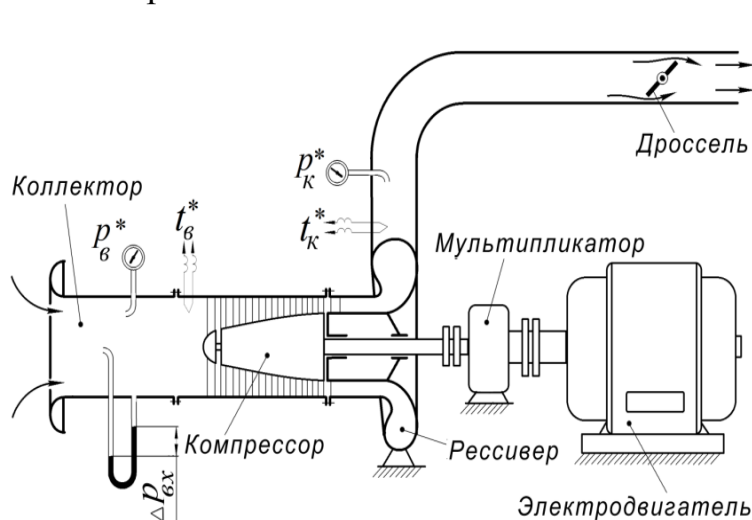 Дроссель
p*к
Коллектор
t*в
p*в
t*к
Мультипликатор
Компрессор
Рессивер
Δpвх
Электродвигатель